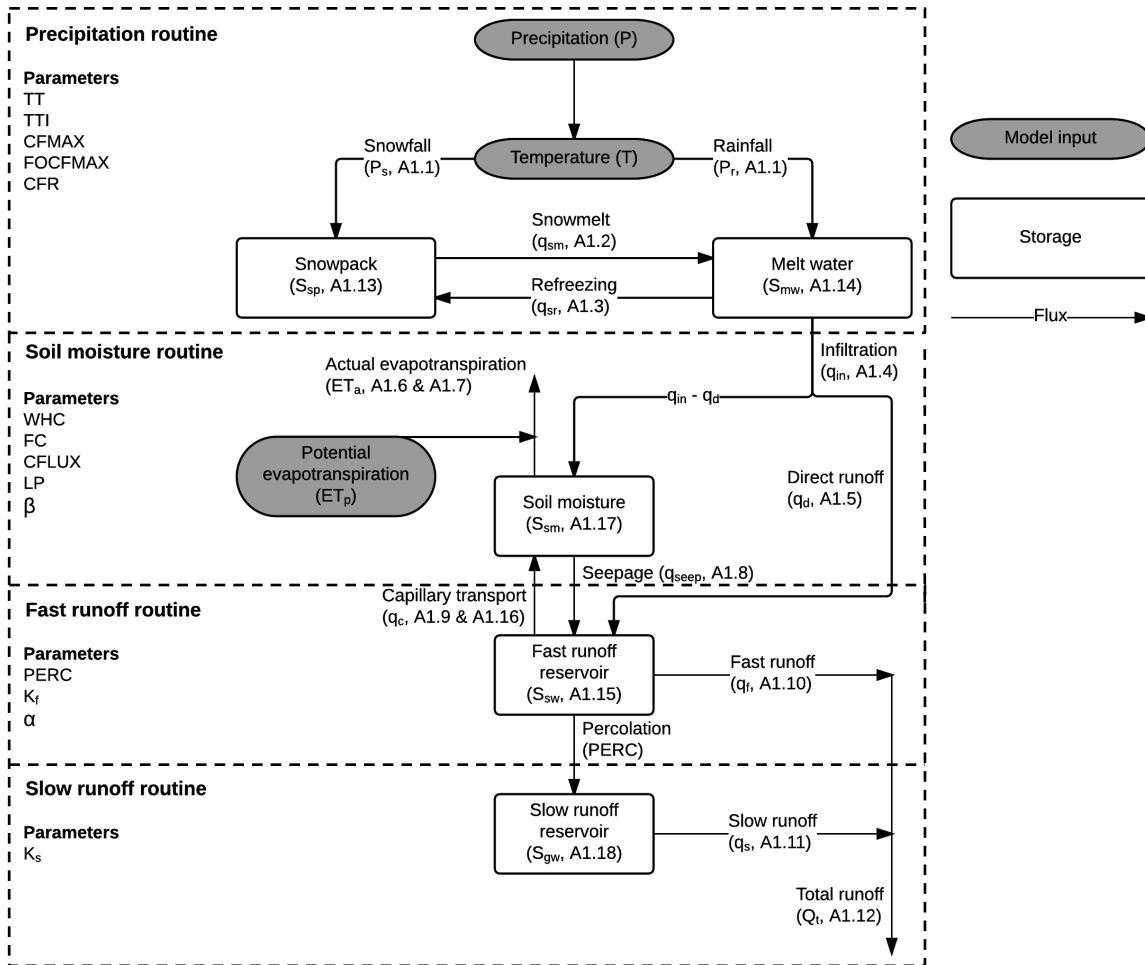 Precipitation routine
Parameters
TT
TTI
CFMAX
FOCFMAX
CFR
Precipitation (P)
Temperature (T)
Snowfall
(Ps, A1.1)
Rainfall
(Pr, A1.1)
Snowmelt
(qsm, A1.2)
Refreezing
(qsr, A1.3)
Snowpack
(Ssp, A1.13)
Melt water
(Smw, A1.14)
Model input
Storage
Flux
Soil moisture routine
Parameters
WHC
FC
CFLUX
LP
β
Actual evapotranspiration
(ETa, A1.6 & A1.7)
Infiltration
(qin, A1.4)
qin - qd
Potential
evapotranspiration
(ETp)
Direct runoff
(qd, A1.5)
Soil moisture
(Ssm, A1.17)
Seepage (qseep, A1.8)
Fast runoff routine
Parameters
PERC
Kf
α
Capillary transport
(qc, A1.9 & A1.16)
Fast runoff
reservoir
(Ssw, A1.15)
Fast runoff
(qf, A1.10)
Percolation
(PERC)
Slow runoff routine
Parameters
Ks
Slow runoff
reservoir
(Sgw, A1.18)
Slow runoff
(qs, A1.11)
Total runoff
(Qt, A1.12)